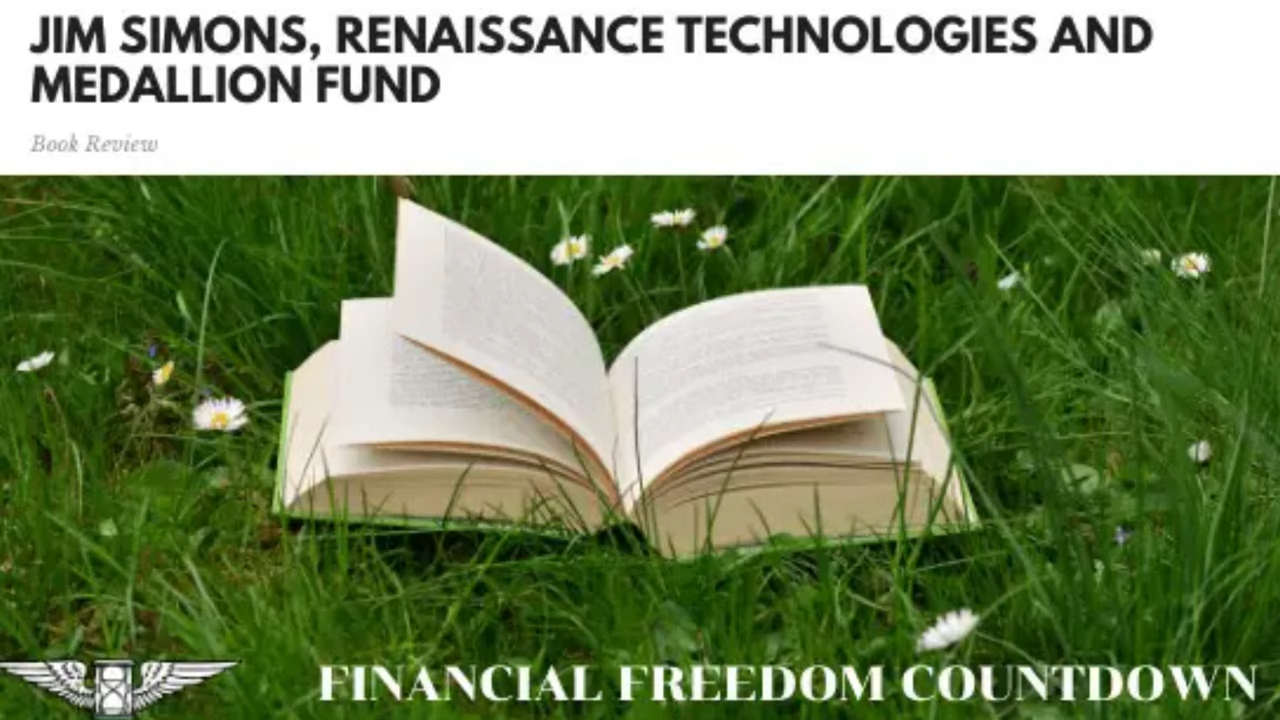 JIM SIMONS, RENAISSANCE TECHNOLOGIES AND
MEDALLION FUND
Book Review
FINANCIAL FREEDOM COUNTDOWN